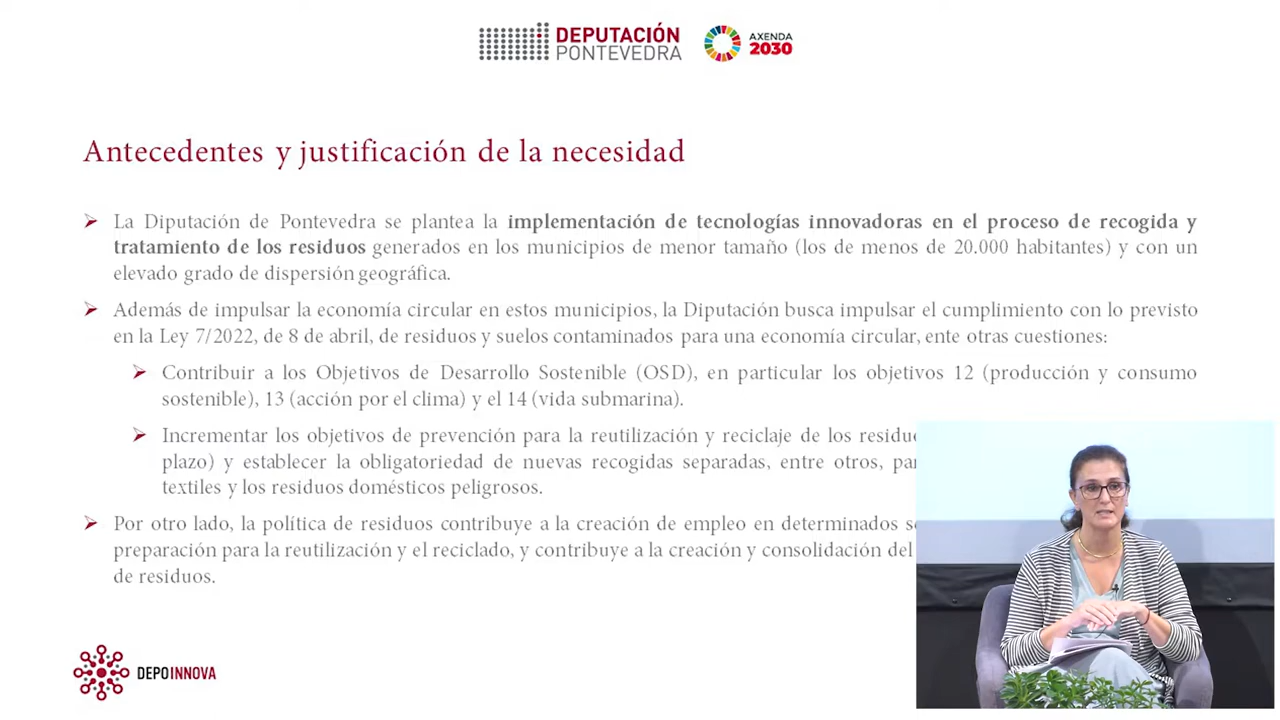 DEPUTACIÓN
PONTEVEDRA
AXENDA
2030
Antecedentes y justificación de la necesidad
La Diputación de Pontevedra se plantea la implementación de tecnologías innovadoras en el proceso de recogida y
tratamiento de los residuos generados en los municipios de menor tamaño (los de menos de 20.000 habitantes) y con un
elevado grado de dispersión geográfica.
Además de impulsar la economía circular en estos municipios, la Diputación busca impulsar el cumplimiento con lo previsto
en la Ley 7/2022, de 8 de abril, de residuos y suelos contaminados para una economía circular, ente otras cuestiones:
Contribuir a los Objetivos de Desarrollo Sostenible (OSD), en particular los objetivos 12 (producción y consumo
sostenible), 13 (acción por el clima) y el 14 (vida submarina).
Incrementar los objetivos de prevención para la reutilización y reciclaje de los
plazo) y establecer la obligatoriedad de nuevas recogidas separadas, entre otros,
textiles y los residuos domésticos peligrosos.
Por otro lado, la política de residuos contribuye a la creación de empleo en determinados
preparación para la reutilización y el reciclado, y contribuye a la creación y consolidación del
de residuos.
DEPOINNOVA